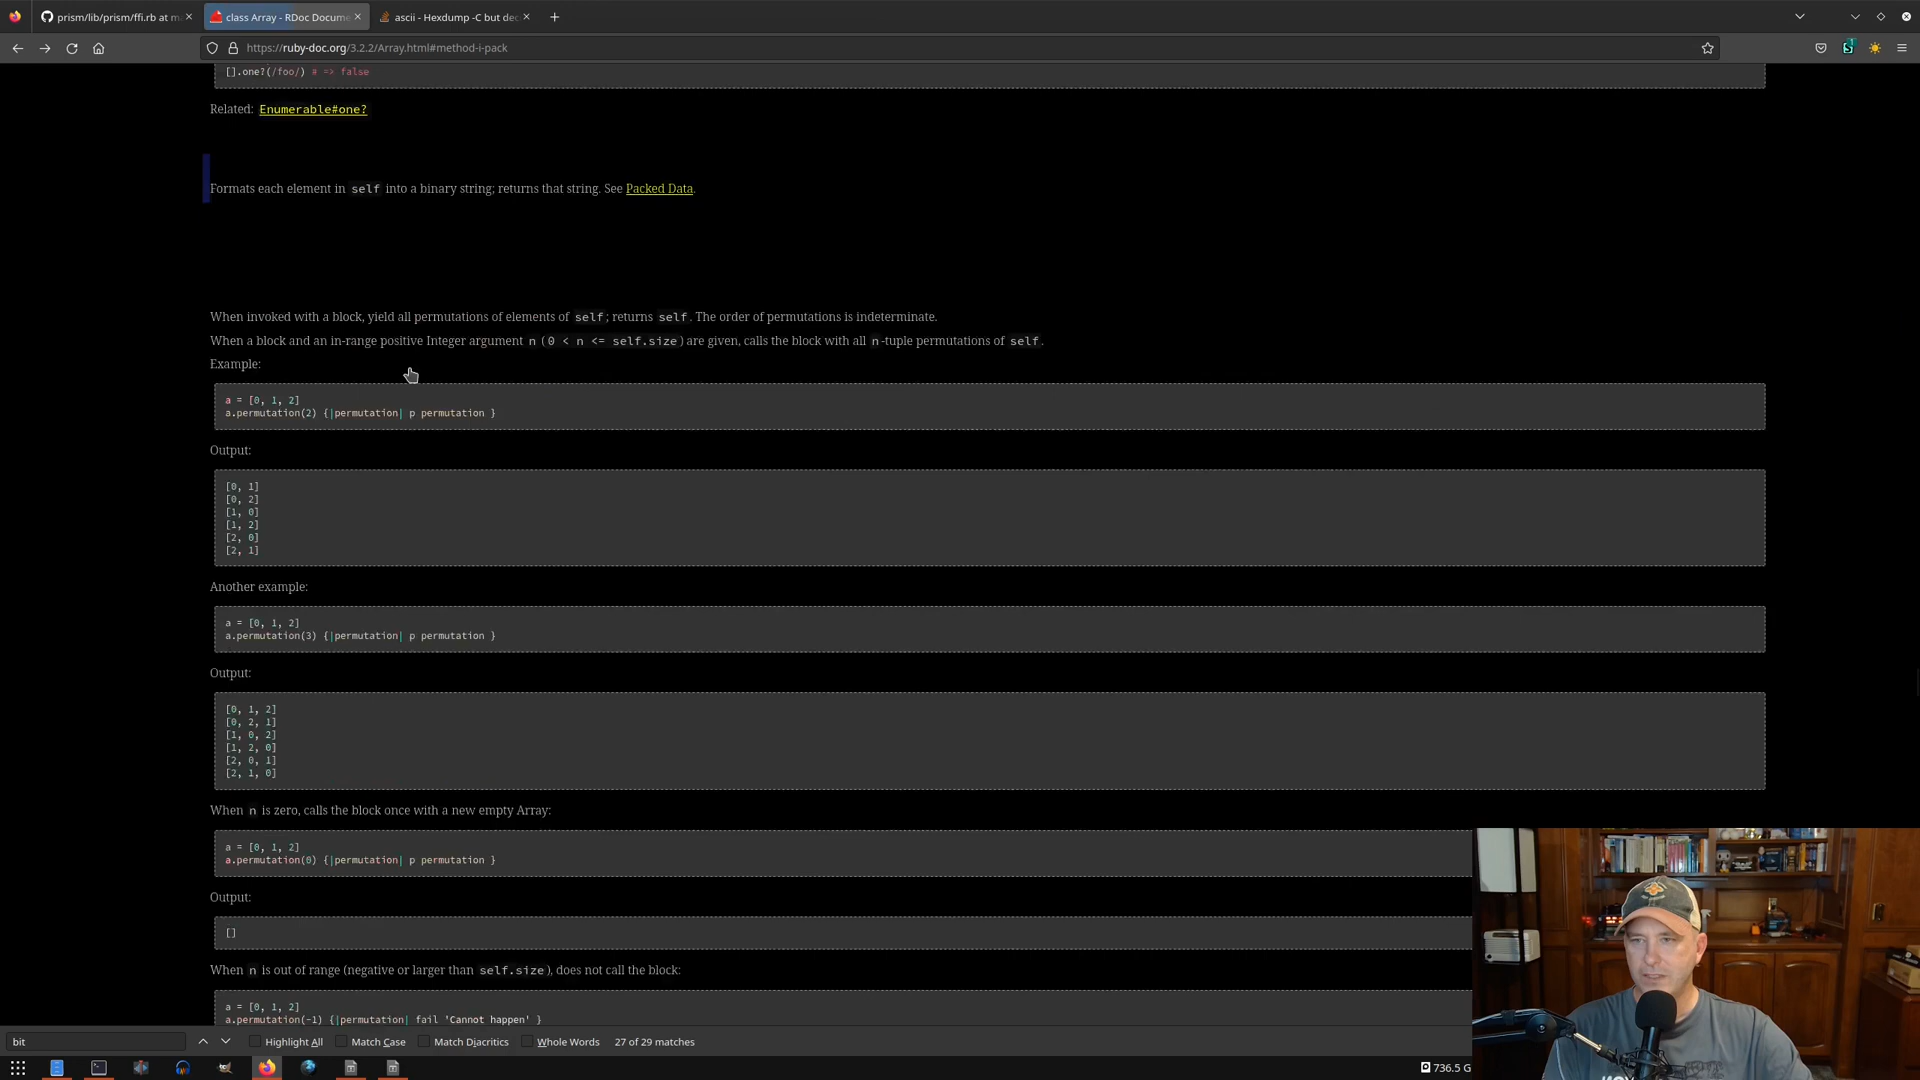 prism/lib/prism/ffi.rb at m
class Array - RDoc Docume
ascii - Hexdump -C but dec
https://ruby-doc.org/3.2.2/Array.html#method-i-pack
[].one?(/foo/) # => false
Related: Enumerable#one?
Formats each element in self into a binary string; returns that string. See Packed Data.
When invoked with a block, yield all permutations of elements of self; returns self. The order of permutations is indeterminate.
When a block and an in-range positive Integer argument n (0 < n <= self.size) are given, calls the block with all n-tuple permutations of self.
Example:
a = [0, 1, 2]
a.permutation(2) {|permutation| p permutation }
Output:
[0, 1]
[0, 2]
[1, 0]
[1, 2]
[2, 0]
[2, 1]
Another example:
a = [0, 1, 2]
a.permutation(3) {|permutation| p permutation }
Output:
[0, 1, 2]
[0, 2, 1]
[1, 0, 2]
[1, 2, 0]
[2, 0, 1]
[2, 1, 0]
When n is zero, calls the block once with a new empty Array:
a = [0, 1, 2]
a.permutation(0) {|permutation| p permutation }
Output:
[]
When n is out of range (negative or larger than self.size), does not call the block:
a = [0, 1, 2]
a.permutation(-1) {|permutation| fail 'Cannot happen' }
bit
Highlight All
Match Case
Match Diacritics
Whole Words
27 of 29 matches
736.5 G